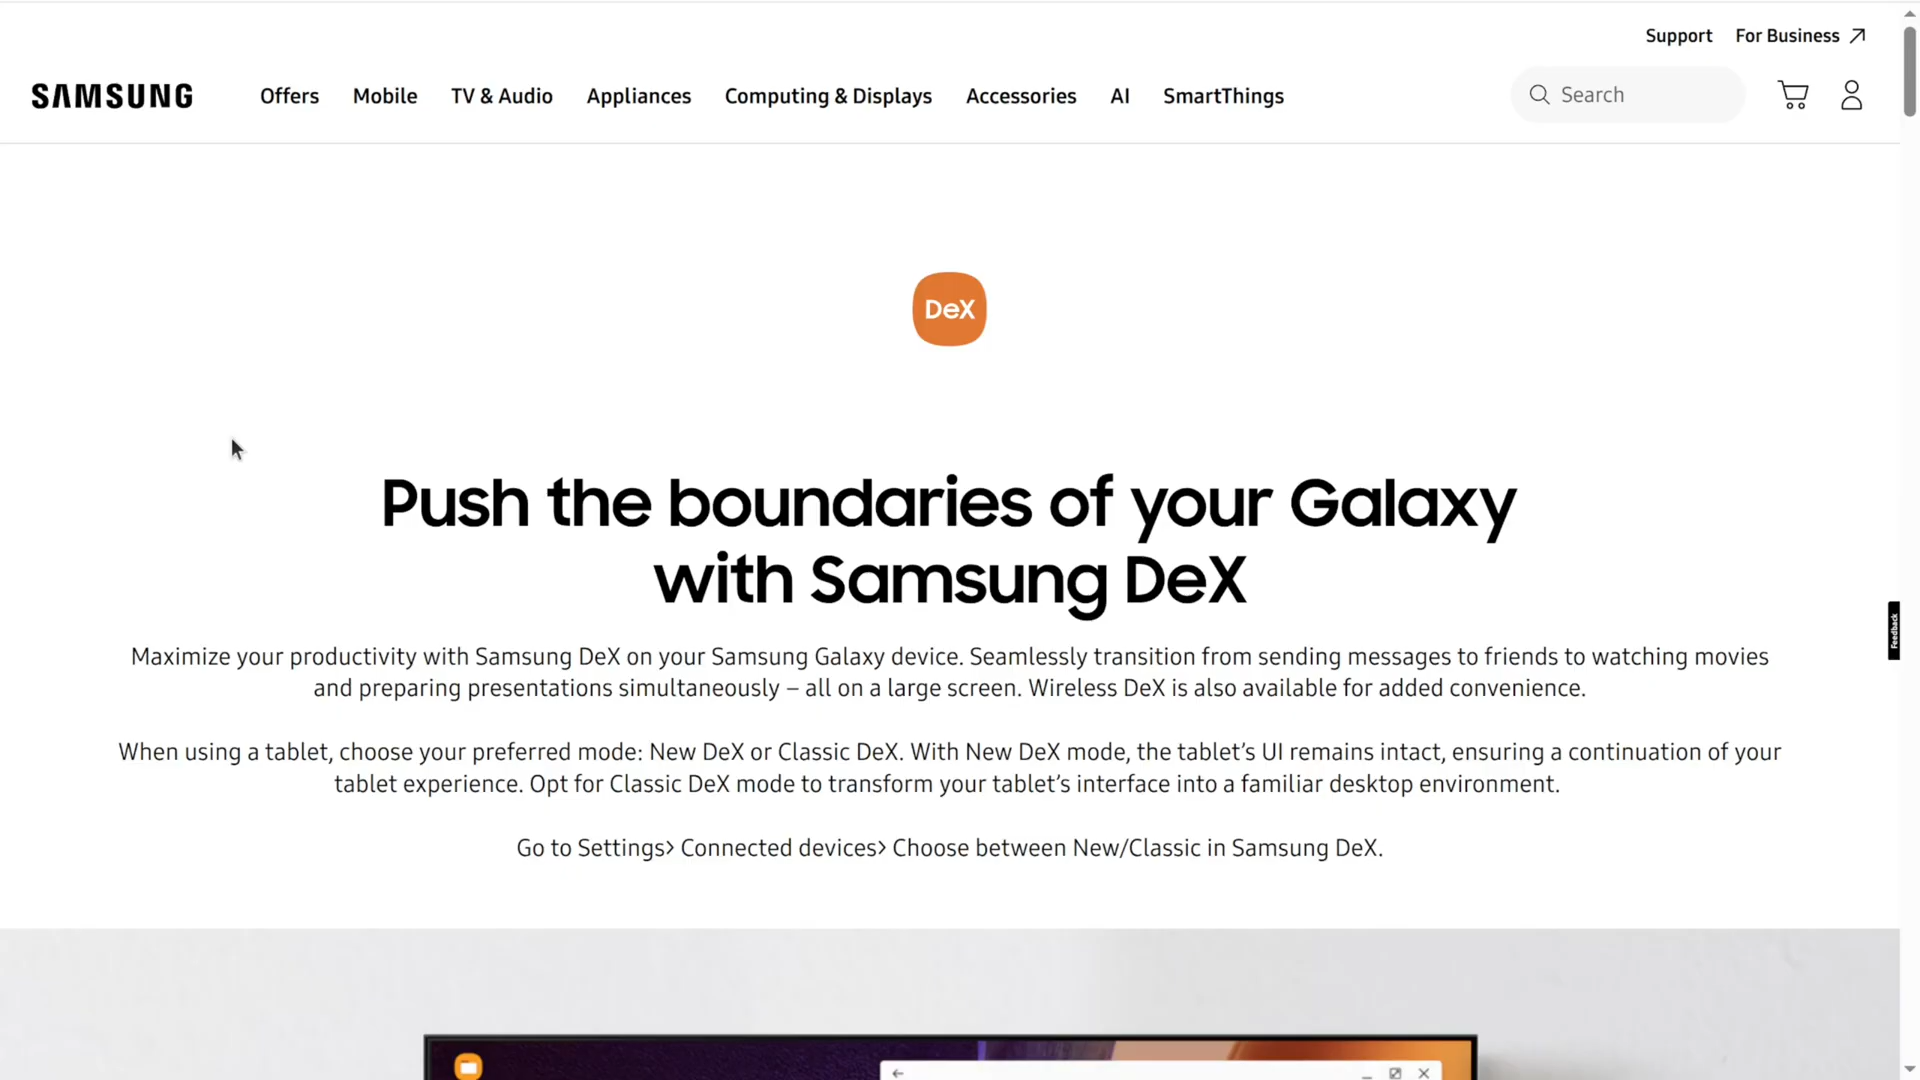 Support For Business
SAMSUNG Offers Mobile TV & Audio Appliances Computing & Displays Accessories AI SmartThings Search
DeX
Push the boundaries of your Galaxy
with Samsung DeX
Maximize your productivity with Samsung DeX on your Samsung Galaxy device. Seamlessly transition from sending messages to friends to watching movies
and preparing presentations simultaneously – all on a large screen. Wireless DeX is also available for added convenience.
When using a tablet, choose your preferred mode: New DeX or Classic DeX. With New DeX mode, the tablet’s UI remains intact, ensuring a continuation of your
tablet experience. Opt for Classic DeX mode to transform your tablet’s interface into a familiar desktop environment.
Go to Settings> Connected devices> Choose between New/Classic in Samsung DeX.
Feedback